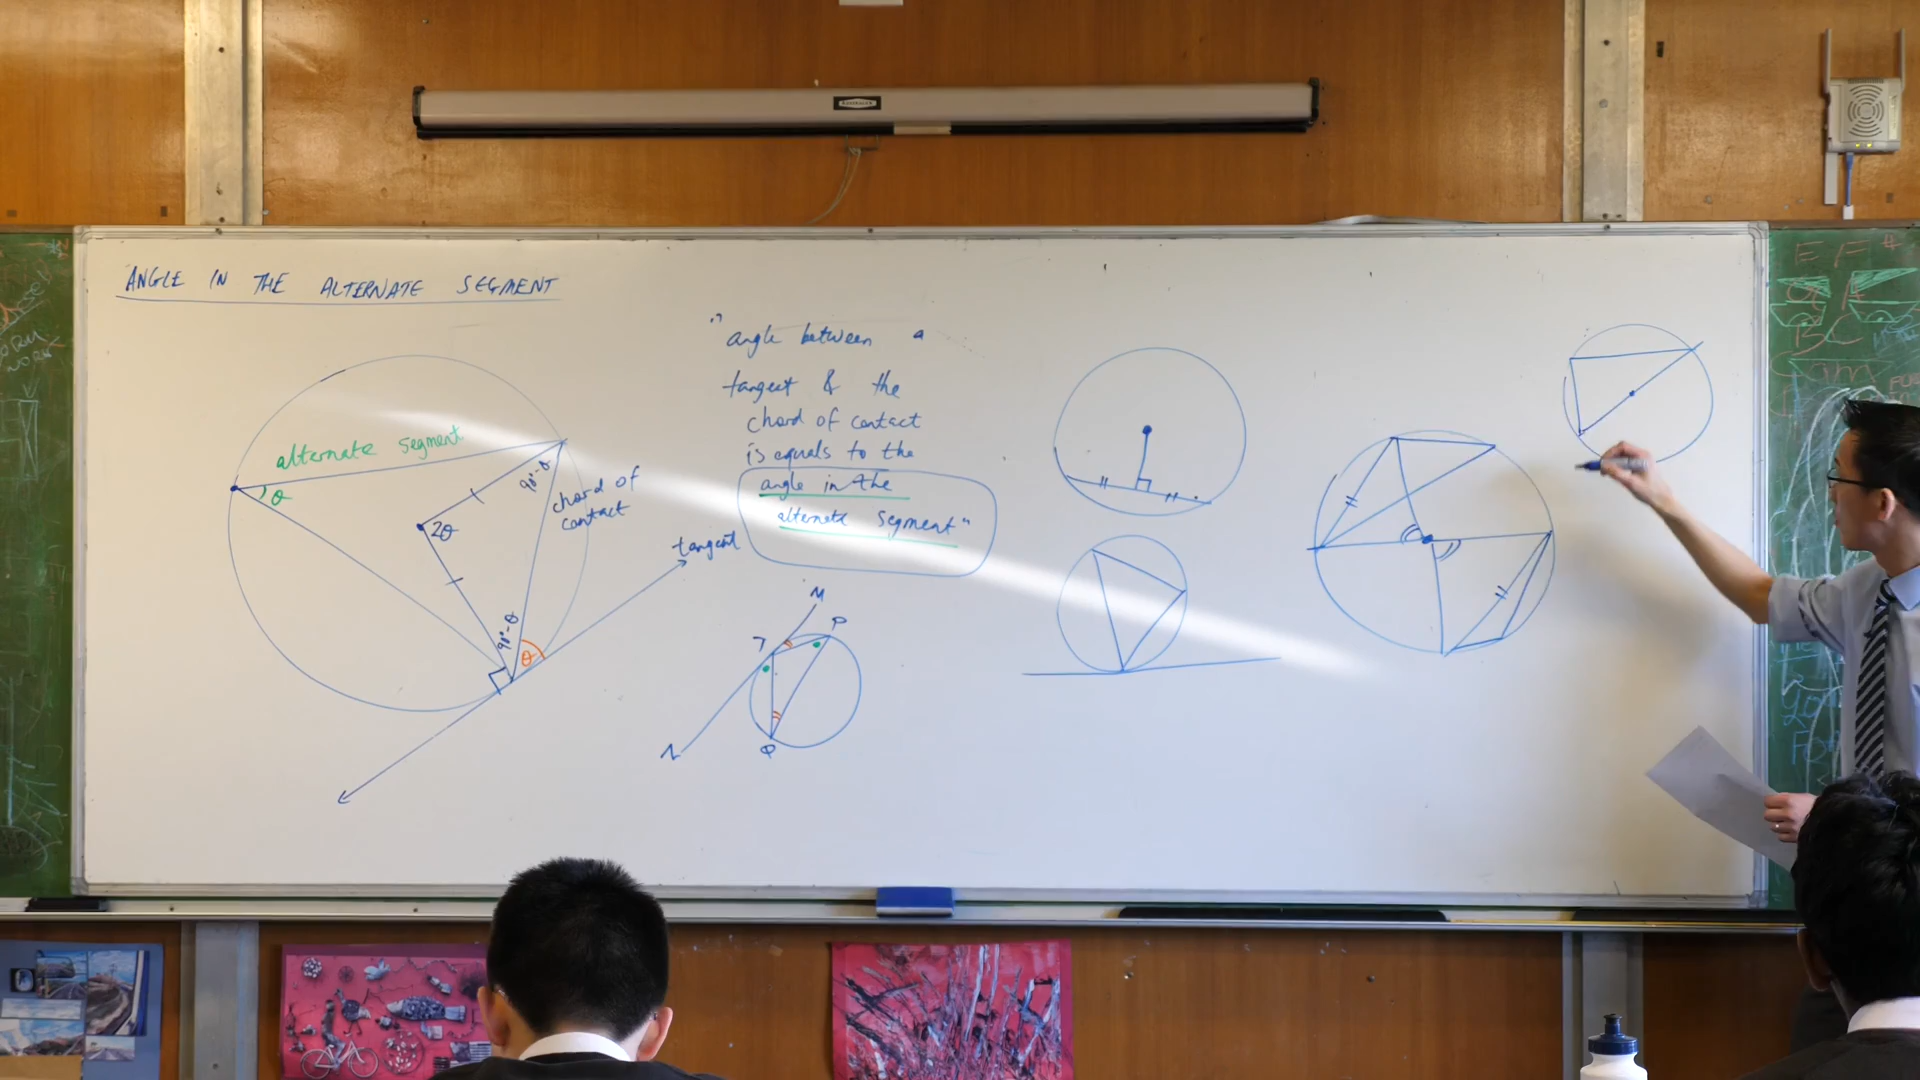 ANGLE IN THE ALTERNATE SEGMENT
alternate segment
θ
2θ
90°-θ
chord of
contact
90°-θ
θ
tangent
"angle between a
tangent & the
chord of contact
is equals to the
angle in the
alternate segment"
M
P
T
N
Q